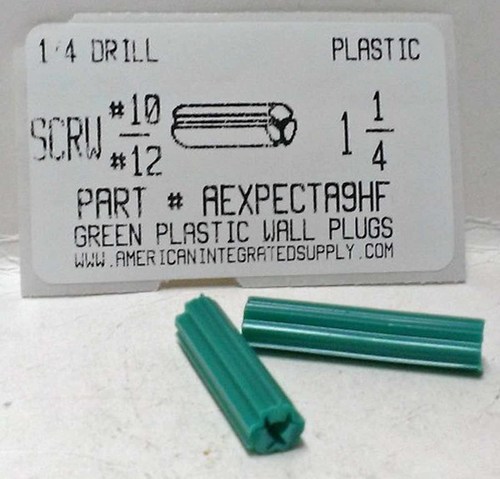 1/4 DRILL PLASTIC
SCRW #10 #12 1 1/4
PART # AEXPECTA9HF
GREEN PLASTIC WALL PLUGS
WWW.AMERICANINTEGRATEDSUPPLY.COM